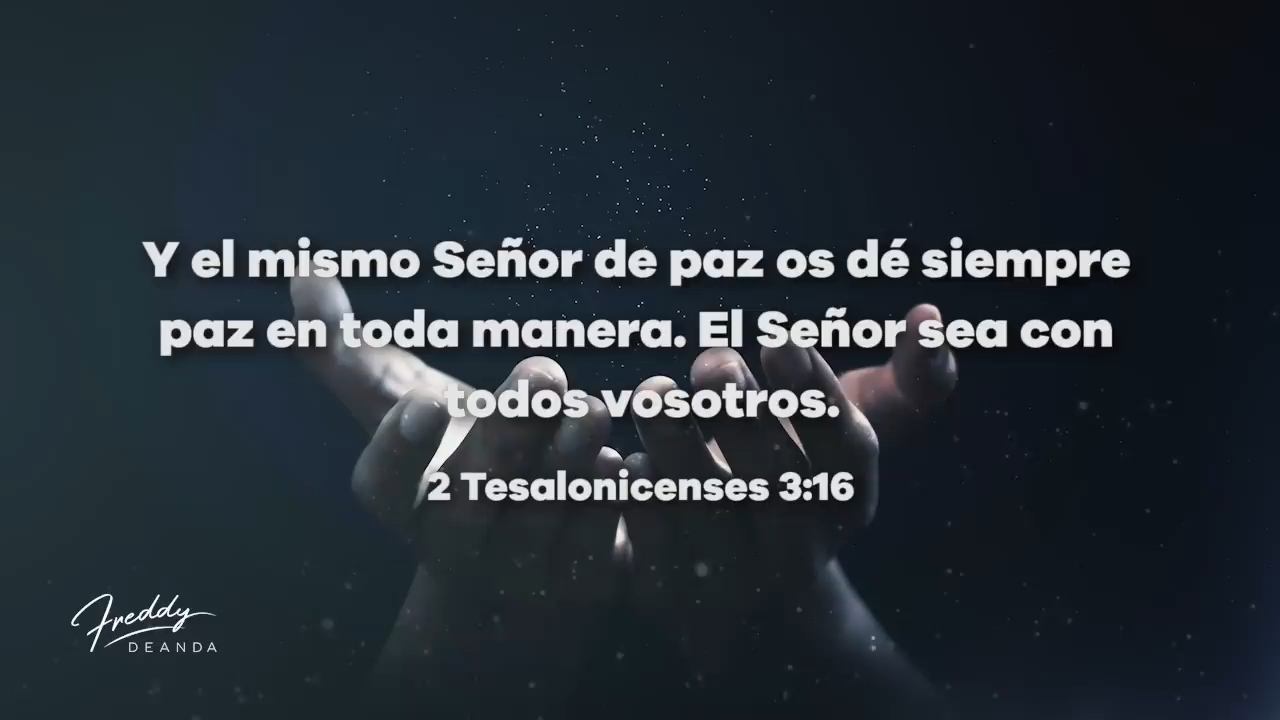 Y el mismo Señor de paz os dé siempre
paz en toda manera. El Señor sea con
todos vosotros.
2 Tesalonicenses 3:16
Freddy
DEANDA